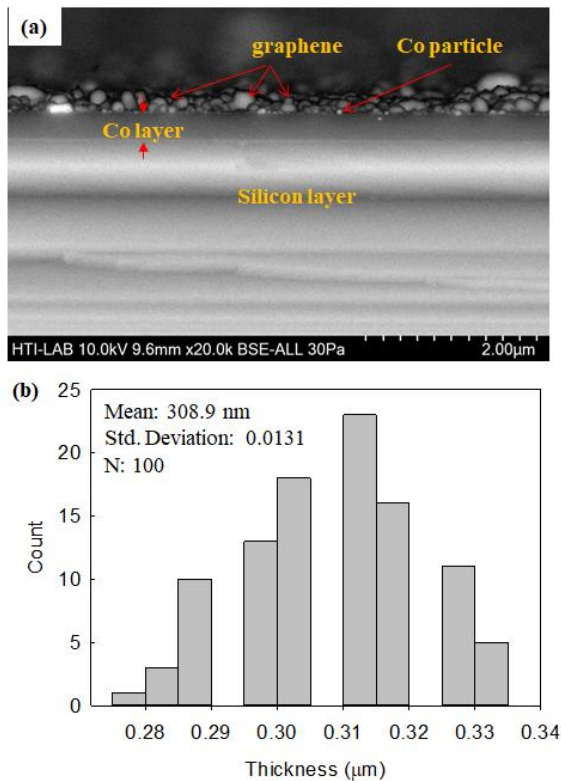 (a)
graphene
Co particle
Co layer
Silicon layer
HTI-LAB 10.0kV 9.6mm x20.0k BSE-ALL 30Pa
2.00μm
(b)
25
20
15
10
5
0
Count
Mean: 308.9 nm
Std. Deviation: 0.0131
N: 100
0.28 0.29 0.30 0.31 0.32 0.33 0.34
Thickness (μm)